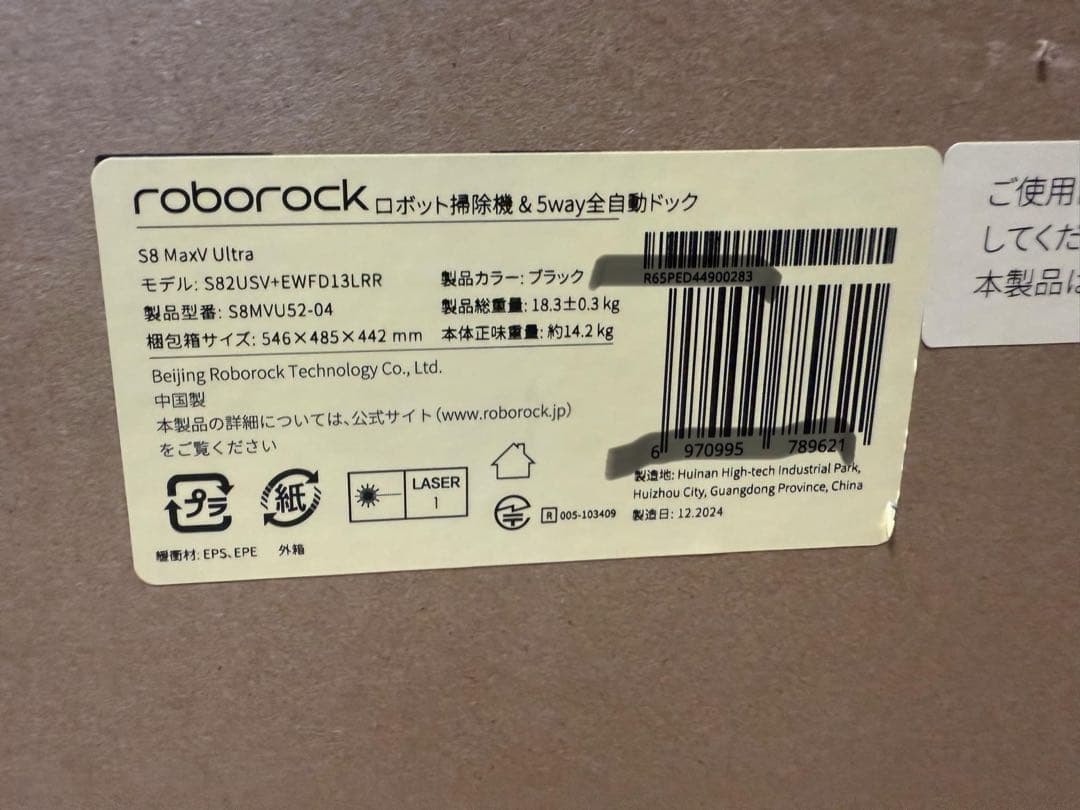 roborock ロボット掃除機 & 5way全自動ドック
S8 MaxV Ultra
モデル: S82USV+EWFD13LRR
製品型番: S8MVU52-04
梱包箱サイズ: 546×485×442 mm
製品カラー: ブラック
製品総重量: 18.3±0.3 kg
本体正味重量: 約14.2 kg
R65PED44900283
6 970995 789621
Beijing Roborock Technology Co., Ltd.
中国製
本製品の詳細については、公式サイト(www.roborock.jp)
をご覧ください
製造地: Huinan High-tech Industrial Park,
Huizhou City, Guangdong Province, China
製造日: 12.2024
プラ
緩衝材: EPS、EPE
紙
外箱
LASER
1
R 005-103409
ご使用
してくだ
本製品は